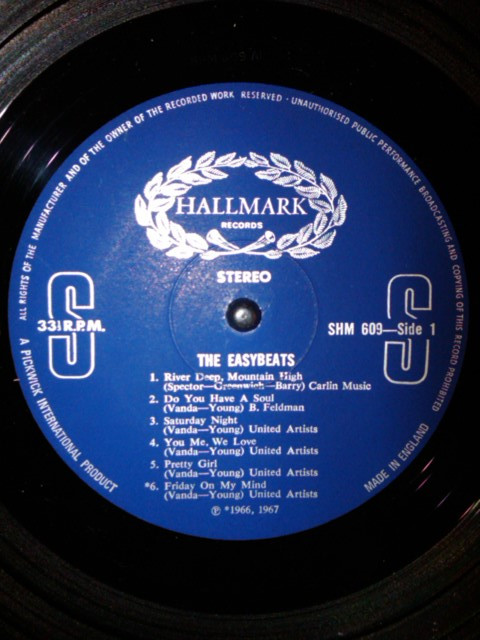 ALL RIGHTS OF THE MANUFACTURER AND OF THE OWNER OF THE RECORDED WORK RESERVED · UNAUTHORISED PUBLIC PERFORMANCE BROADCASTING AND COPYING OF THIS RECORD PROHIBITED
HALLMARK
RECORDS
STEREO
S
33⅓ R.P.M.
S
SHM 609—Side 1
THE EASYBEATS
1. River Deep, Mountain High
(Spector—Greenwich—Barry) Carlin Music
2. Do You Have A Soul
(Vanda—Young) B. Feldman
3. Saturday Night
(Vanda—Young) United Artists
4. You Me, We Love
(Vanda—Young) United Artists
5. Pretty Girl
(Vanda—Young) United Artists
*6. Friday On My Mind
(Vanda—Young) United Artists
℗ *1966, 1967
A PICKWICK INTERNATIONAL PRODUCT
MADE IN ENGLAND